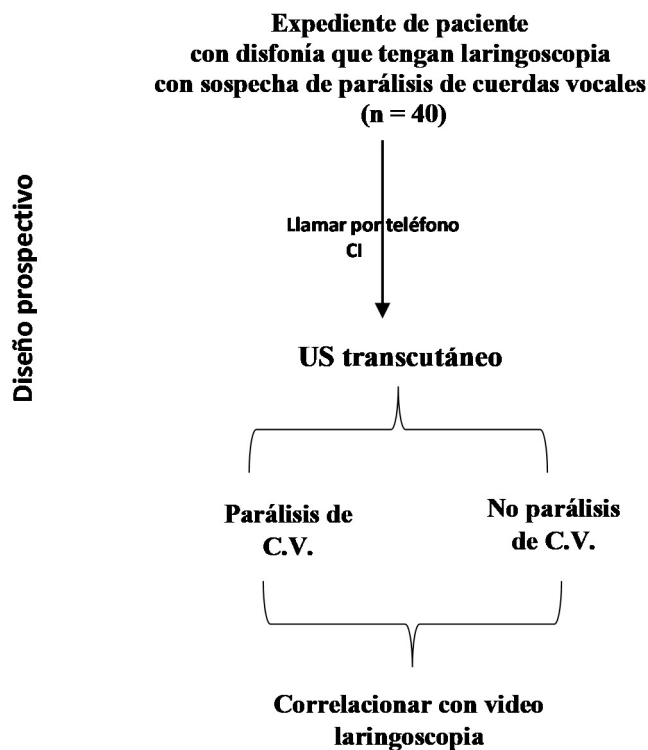 Expediente de paciente
con disfonía que tengan laringoscopia
con sospecha de parálisis de cuerdas vocales
(n = 40)
Diseño prospectivo
Llamar por teléfono
CI
US transcutáneo
Parálisis de
C.V.
No parálisis
de C.V.
Correlacionar con video
laringoscopia